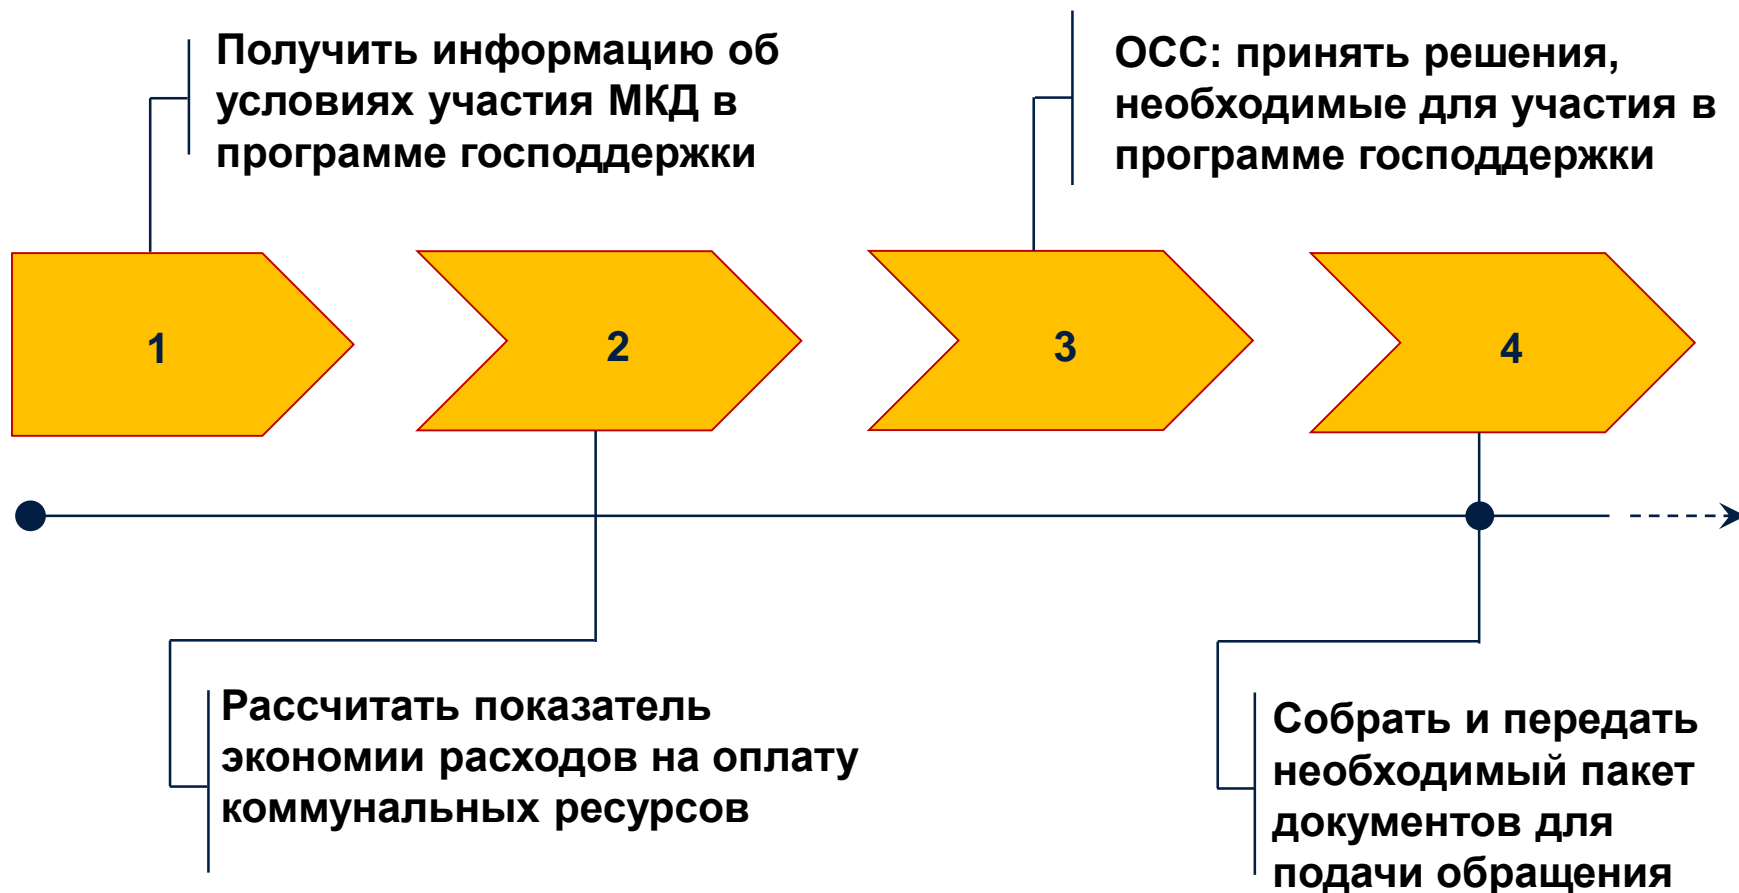 Получить информацию об
условиях участия МКД в
программе господдержки
ОСС: принять решения,
необходимые для участия в
программе господдержки
1
2
3
4
Рассчитать показатель
экономии расходов на оплату
коммунальных ресурсов
Собрать и передать
необходимый пакет
документов для
подачи обращения